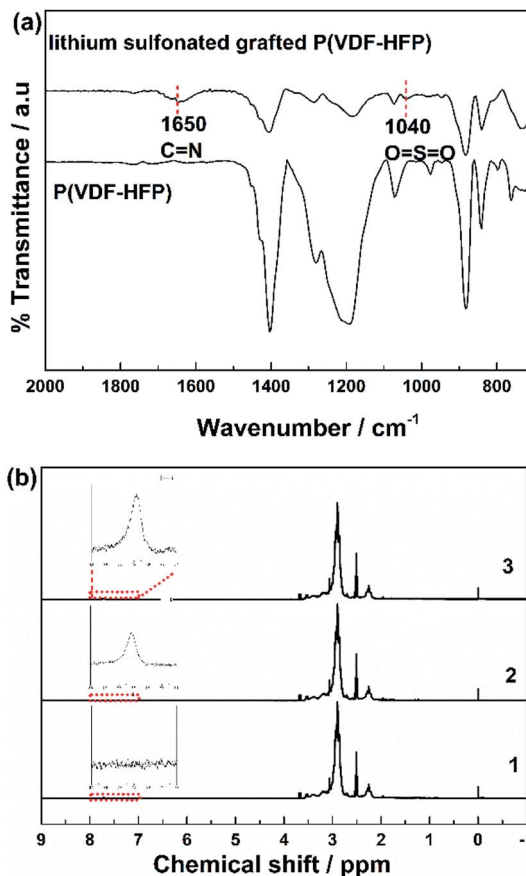 (a)
lithium sulfonated grafted P(VDF-HFP)
1650
C=N
1040
O=S=O
P(VDF-HFP)
% Transmittance / a.u
2000 1800 1600 1400 1200 1000 800
Wavenumber / cm⁻¹
(b)
3
2
1
9 8 7 6 5 4 3 2 1 0 -
Chemical shift / ppm